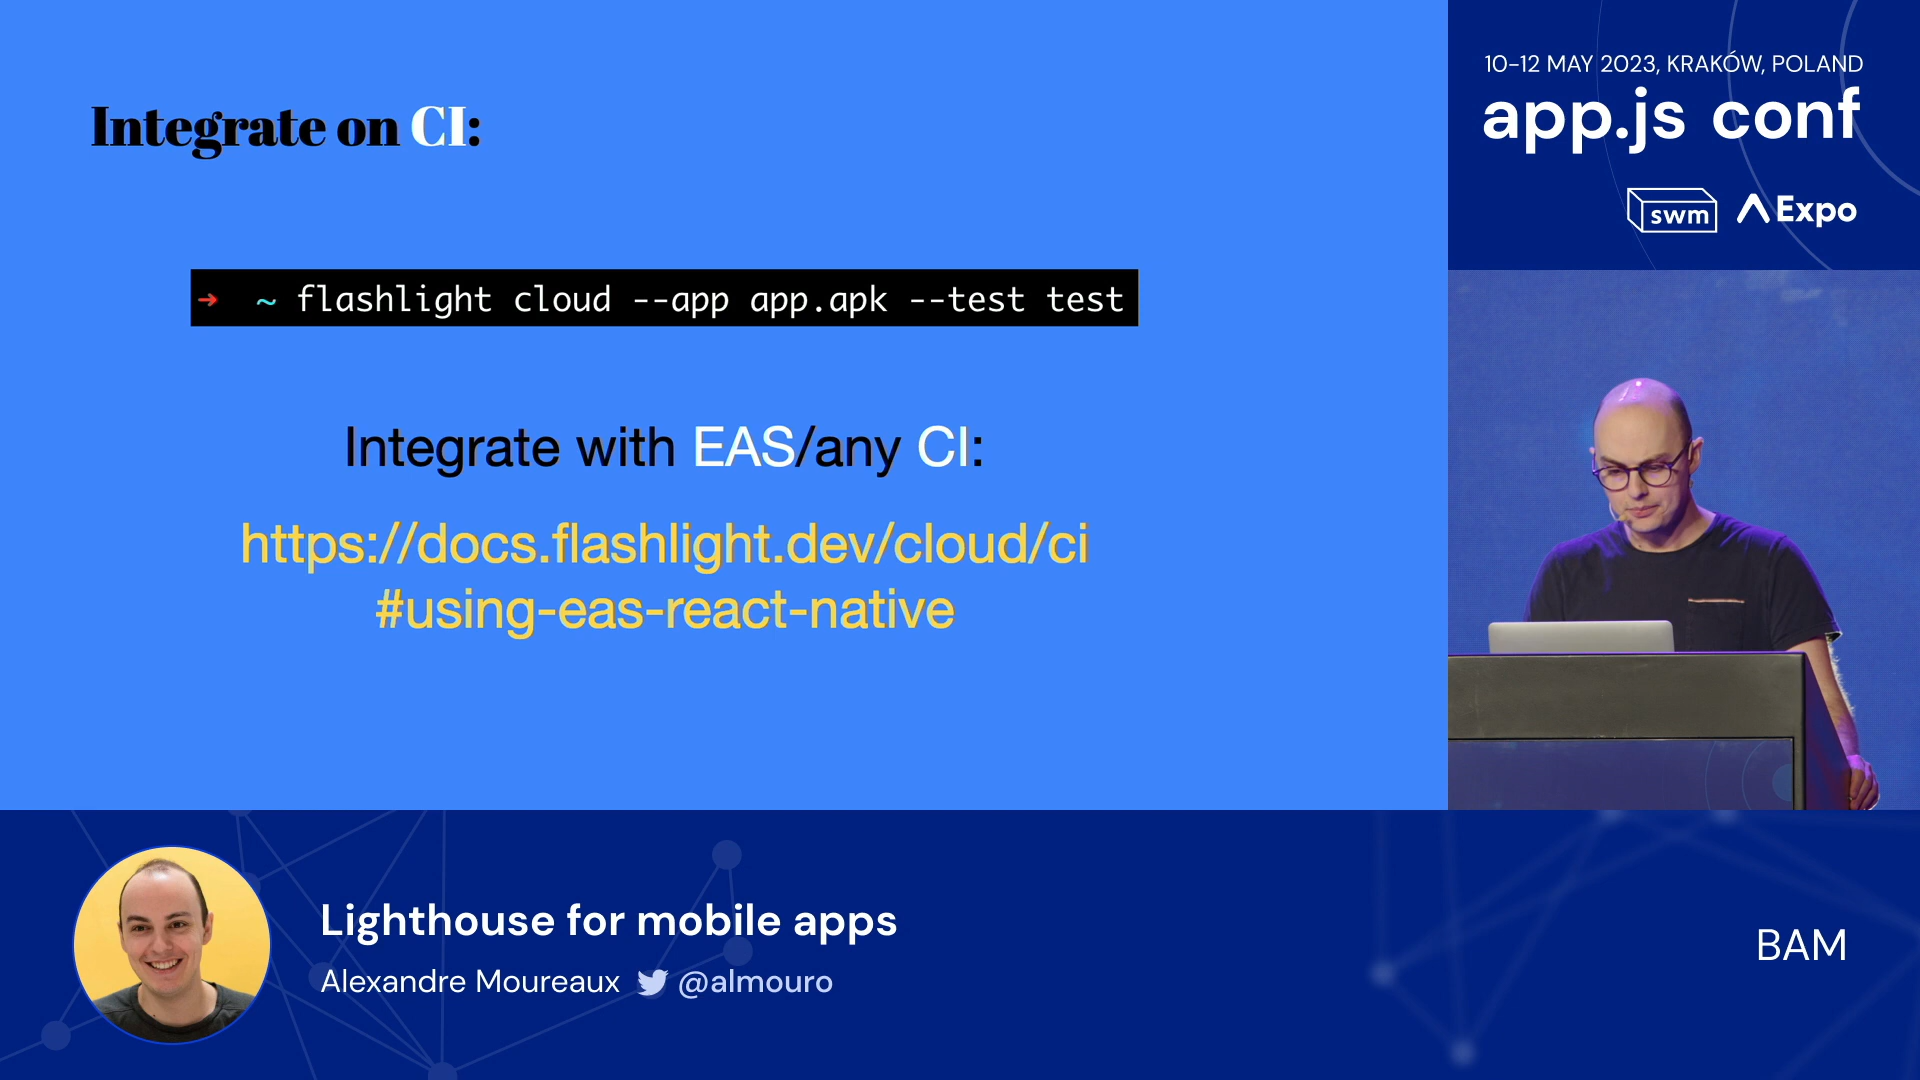 Integrate on CI:
➜ ~ flashlight cloud --app app.apk --test test
Integrate with EAS/any CI:
https://docs.flashlight.dev/cloud/ci
#using-eas-react-native
10-12 MAY 2023, KRAKÓW, POLAND
app.js conf
swm Expo
Lighthouse for mobile apps
Alexandre Moureaux @almouro
BAM